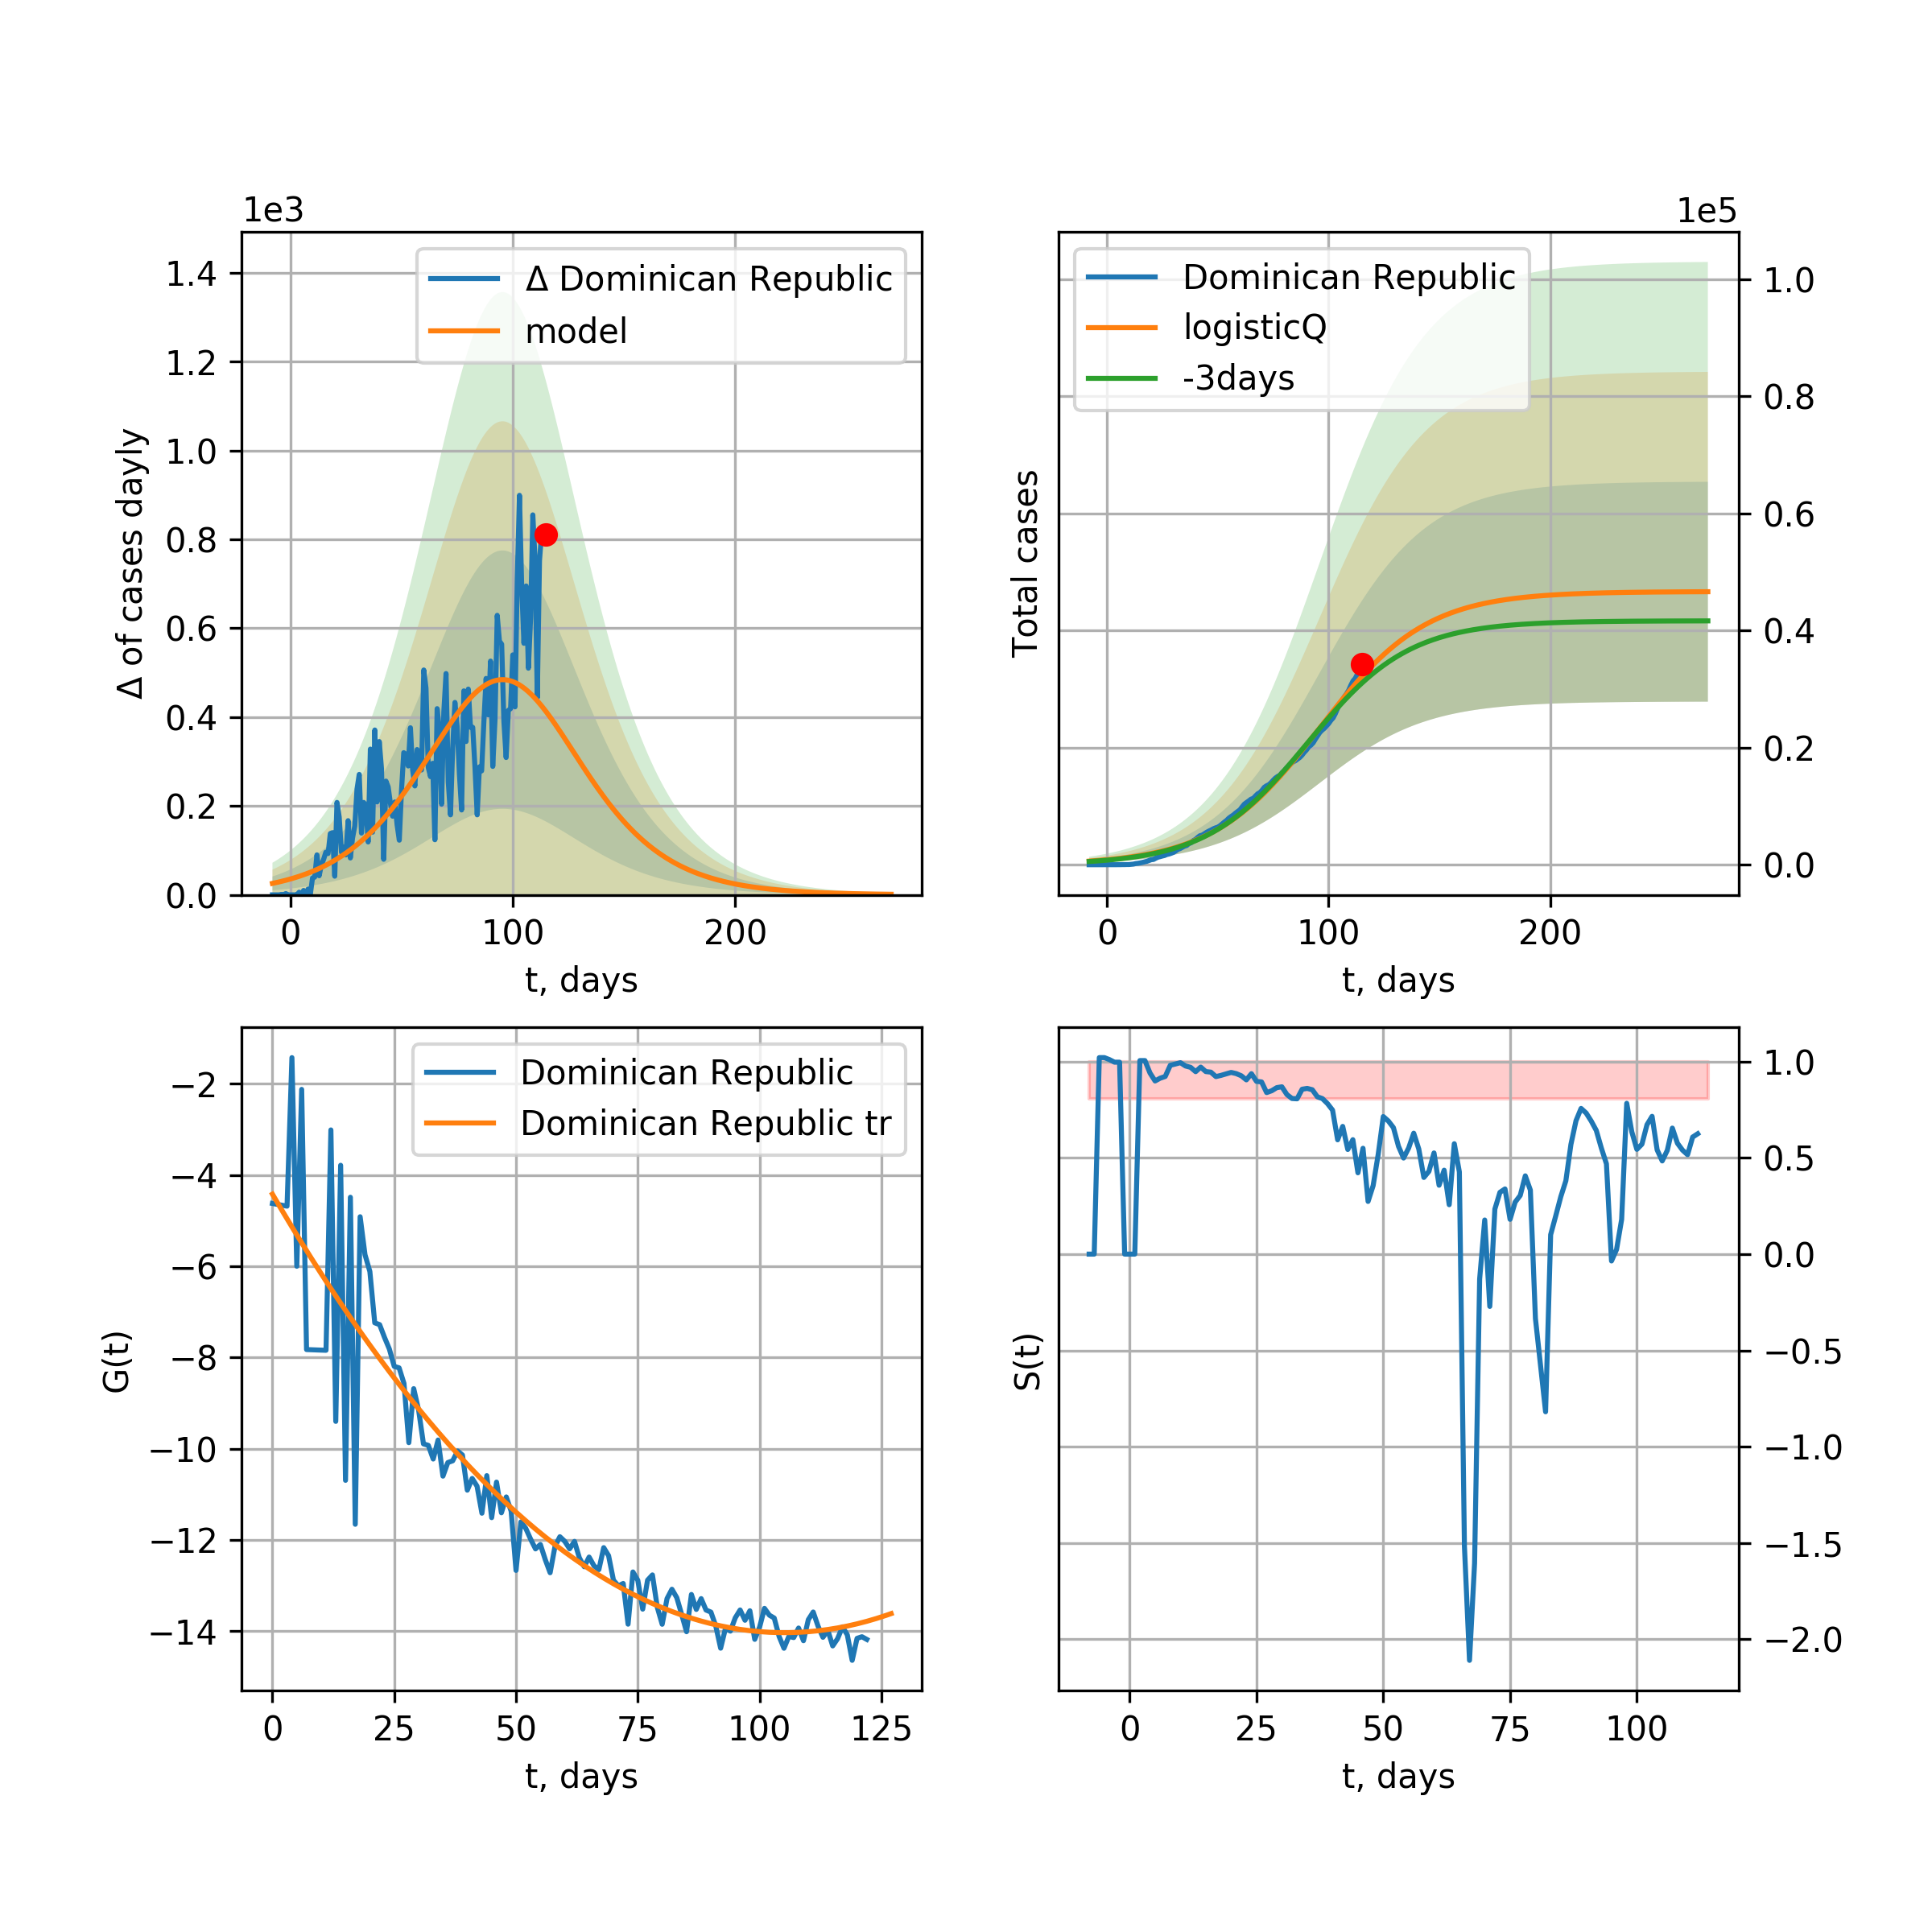 1e3
1.4
1.2
1.0
0.8
0.6
0.4
0.2
0.0
Δ of cases dayly
Δ Dominican Republic
model
0 100 200
t, days
1e5
1.0
0.8
0.6
0.4
0.2
0.0
Total cases
Dominican Republic
logisticQ
-3days
0 100 200
t, days
−2
−4
−6
−8
−10
−12
−14
G(t)
Dominican Republic
Dominican Republic tr
0 25 50 75 100 125
t, days
1.0
0.5
0.0
−0.5
−1.0
−1.5
−2.0
S(t)
0 25 50 75 100
t, days